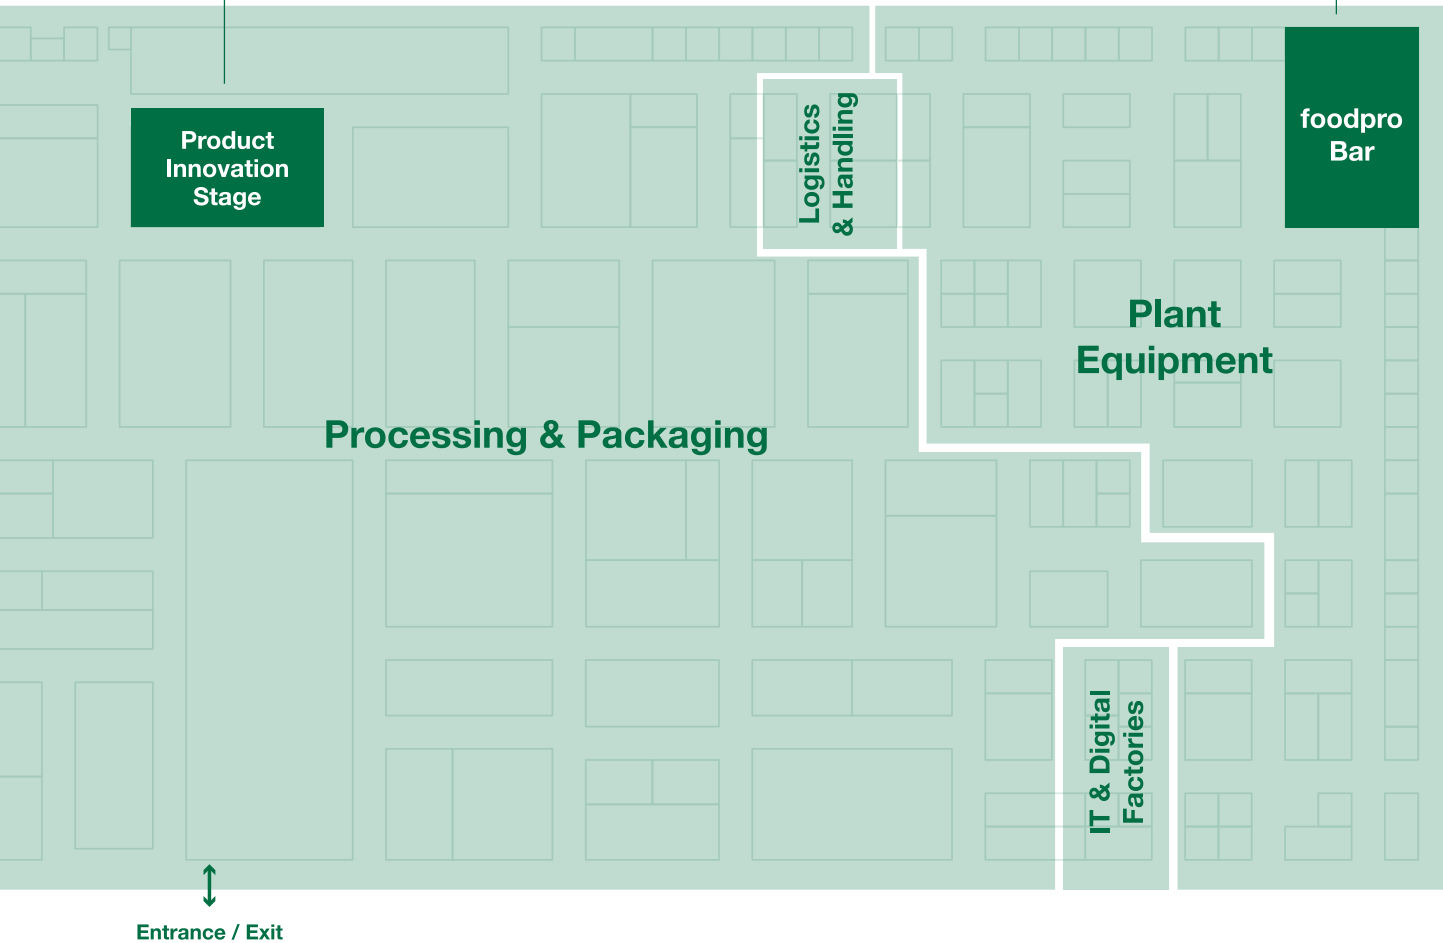 Product
Innovation
Stage
Logistics
& Handling
foodpro
Bar
Plant
Equipment
Processing & Packaging
IT & Digital
Factories
Entrance / Exit